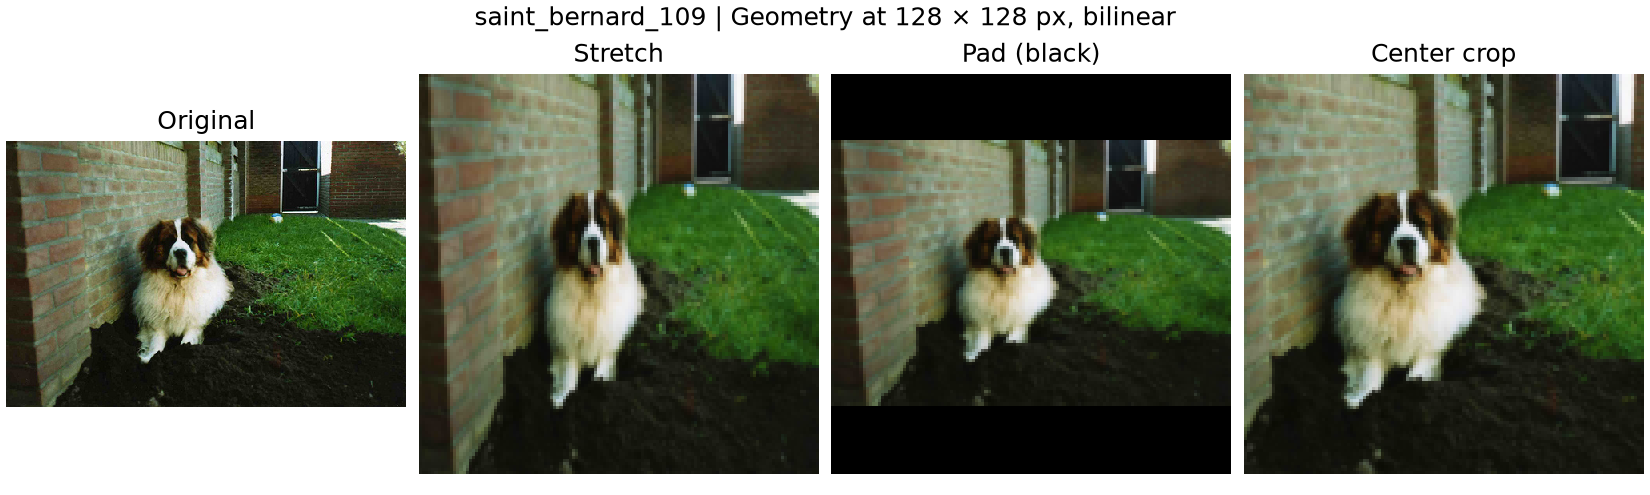 saint_bernard_109 | Geometry at 128 × 128 px, bilinear
Original
Stretch
Pad (black)
Center crop